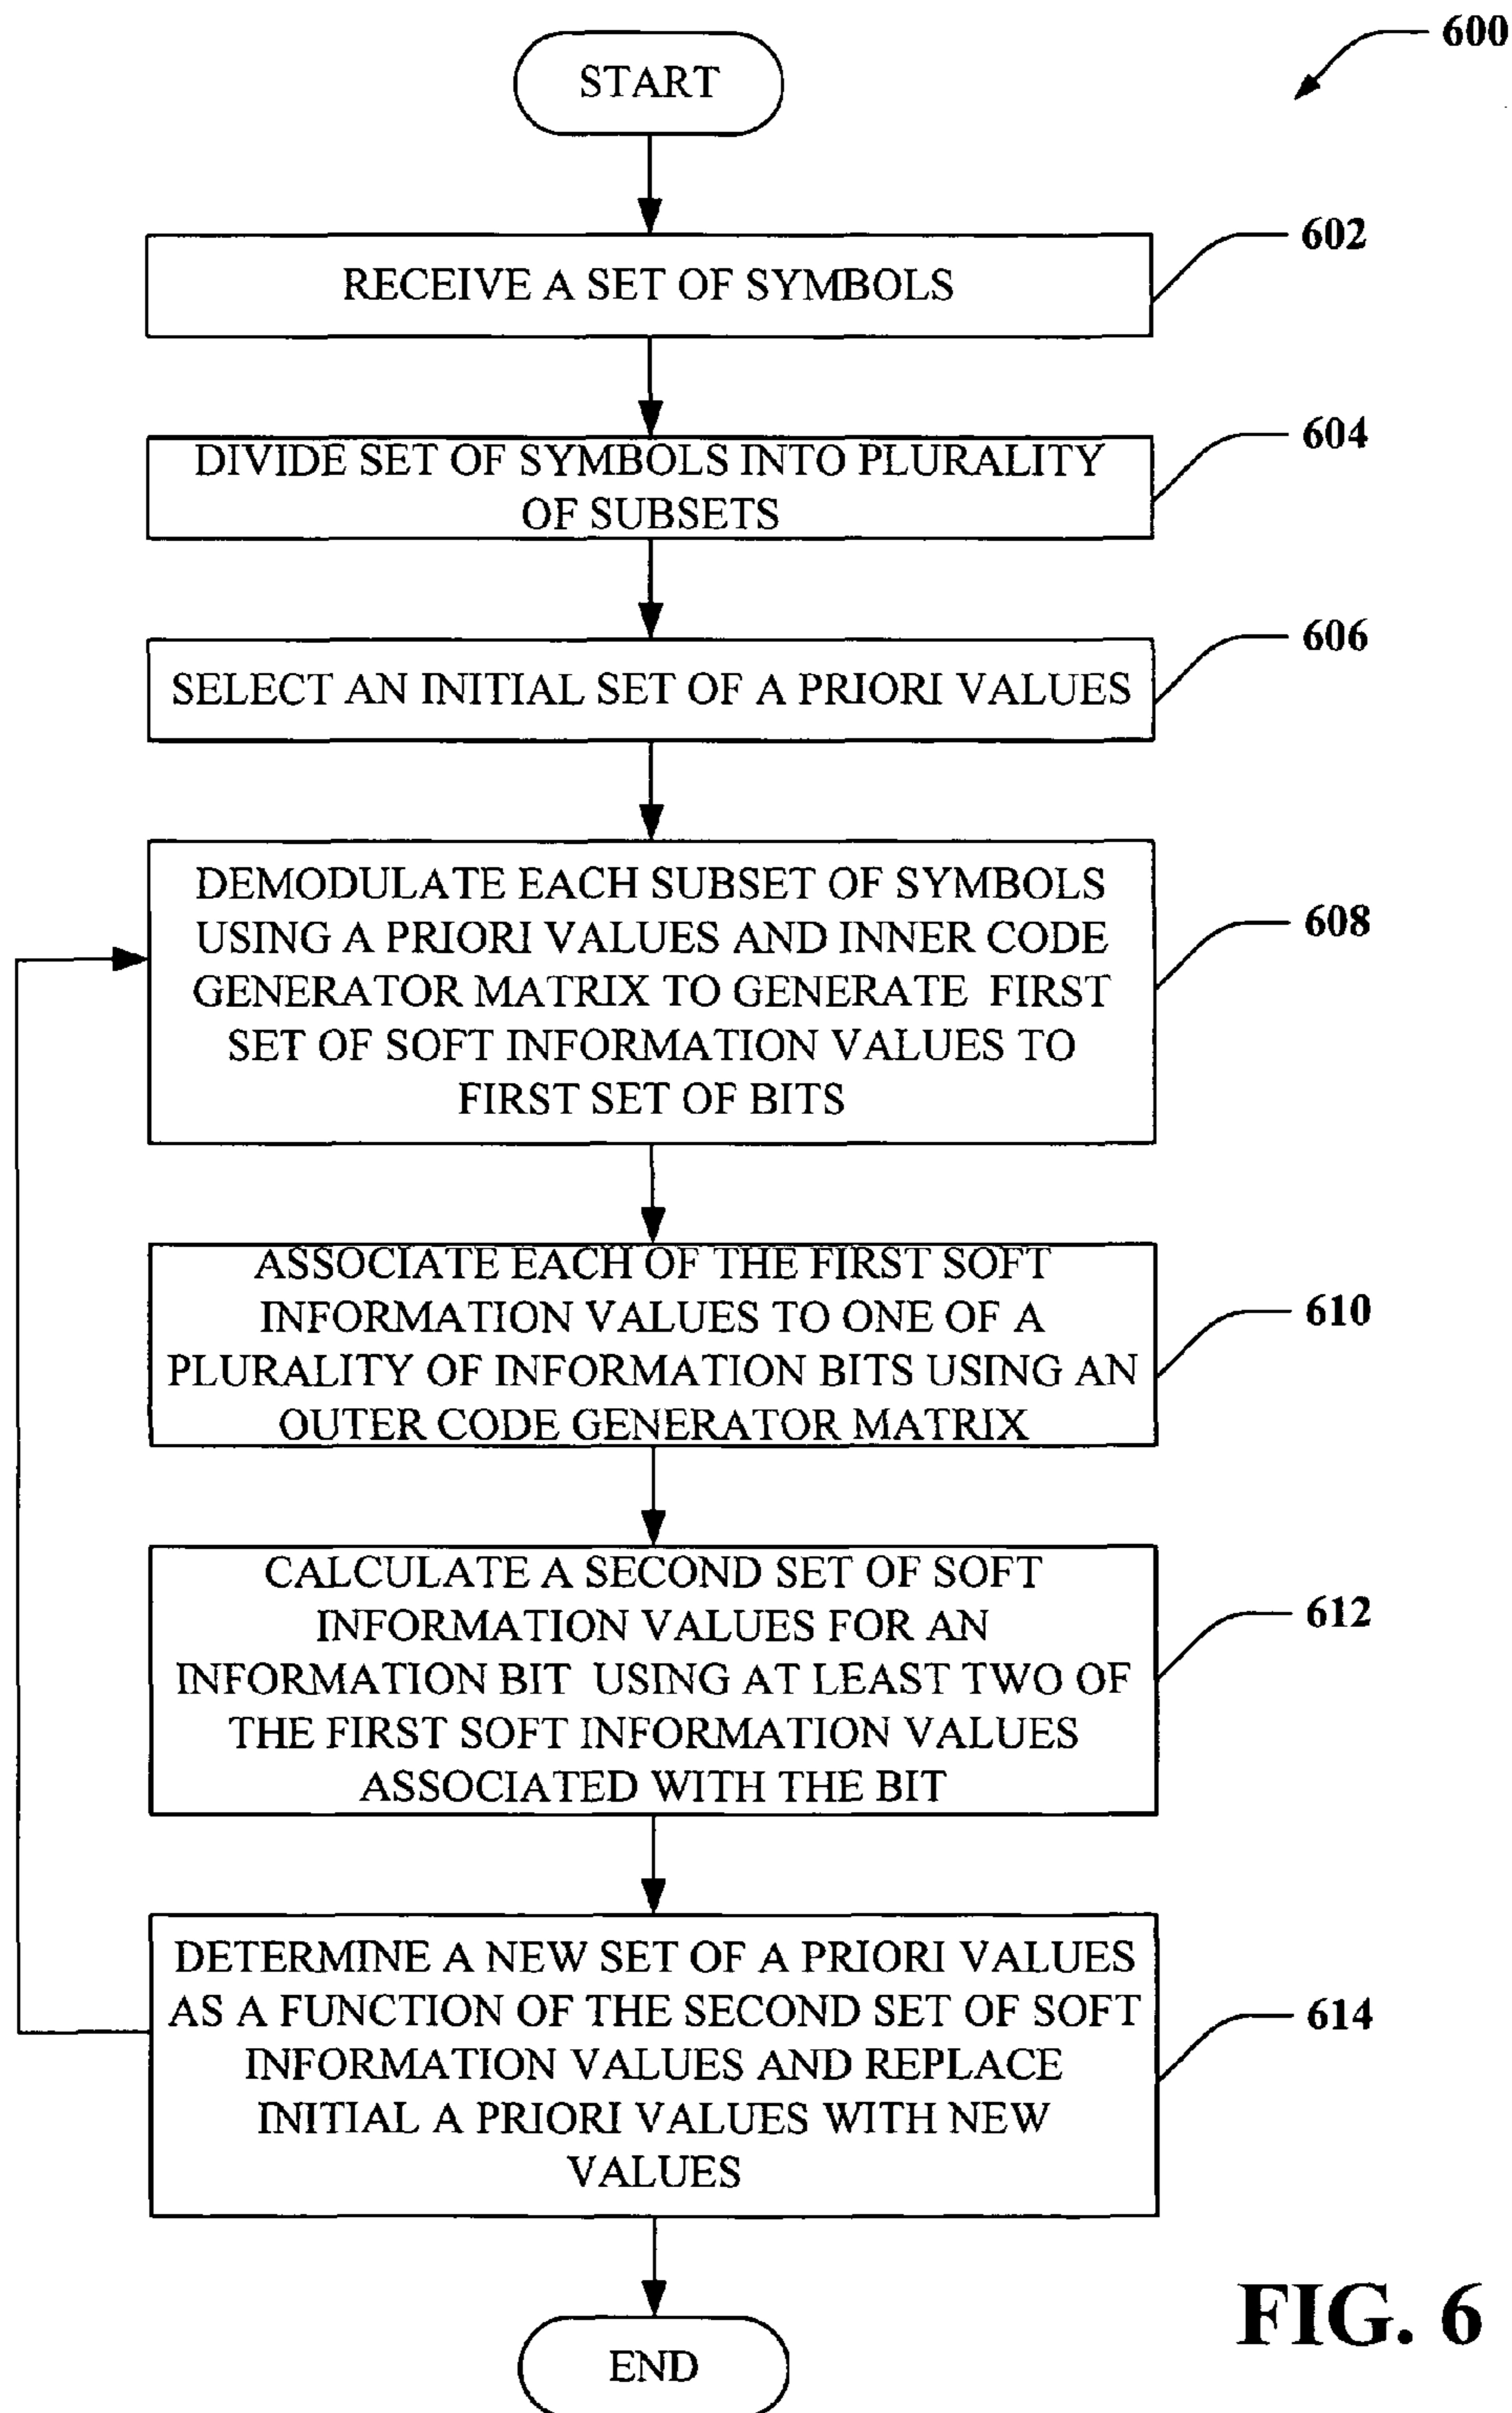 600
START
RECEIVE A SET OF SYMBOLS
602
DIVIDE SET OF SYMBOLS INTO PLURALITY
OF SUBSETS
604
SELECT AN INITIAL SET OF A PRIORI VALUES
606
DEMODULATE EACH SUBSET OF SYMBOLS
USING A PRIORI VALUES AND INNER CODE
GENERATOR MATRIX TO GENERATE FIRST
SET OF SOFT INFORMATION VALUES TO
FIRST SET OF BITS
608
ASSOCIATE EACH OF THE FIRST SOFT
INFORMATION VALUES TO ONE OF A
PLURALITY OF INFORMATION BITS USING AN
OUTER CODE GENERATOR MATRIX
610
CALCULATE A SECOND SET OF SOFT
INFORMATION VALUES FOR AN
INFORMATION BIT USING AT LEAST TWO OF
THE FIRST SOFT INFORMATION VALUES
ASSOCIATED WITH THE BIT
612
DETERMINE A NEW SET OF A PRIORI VALUES
AS A FUNCTION OF THE SECOND SET OF SOFT
INFORMATION VALUES AND REPLACE
INITIAL A PRIORI VALUES WITH NEW
VALUES
614
END
FIG. 6